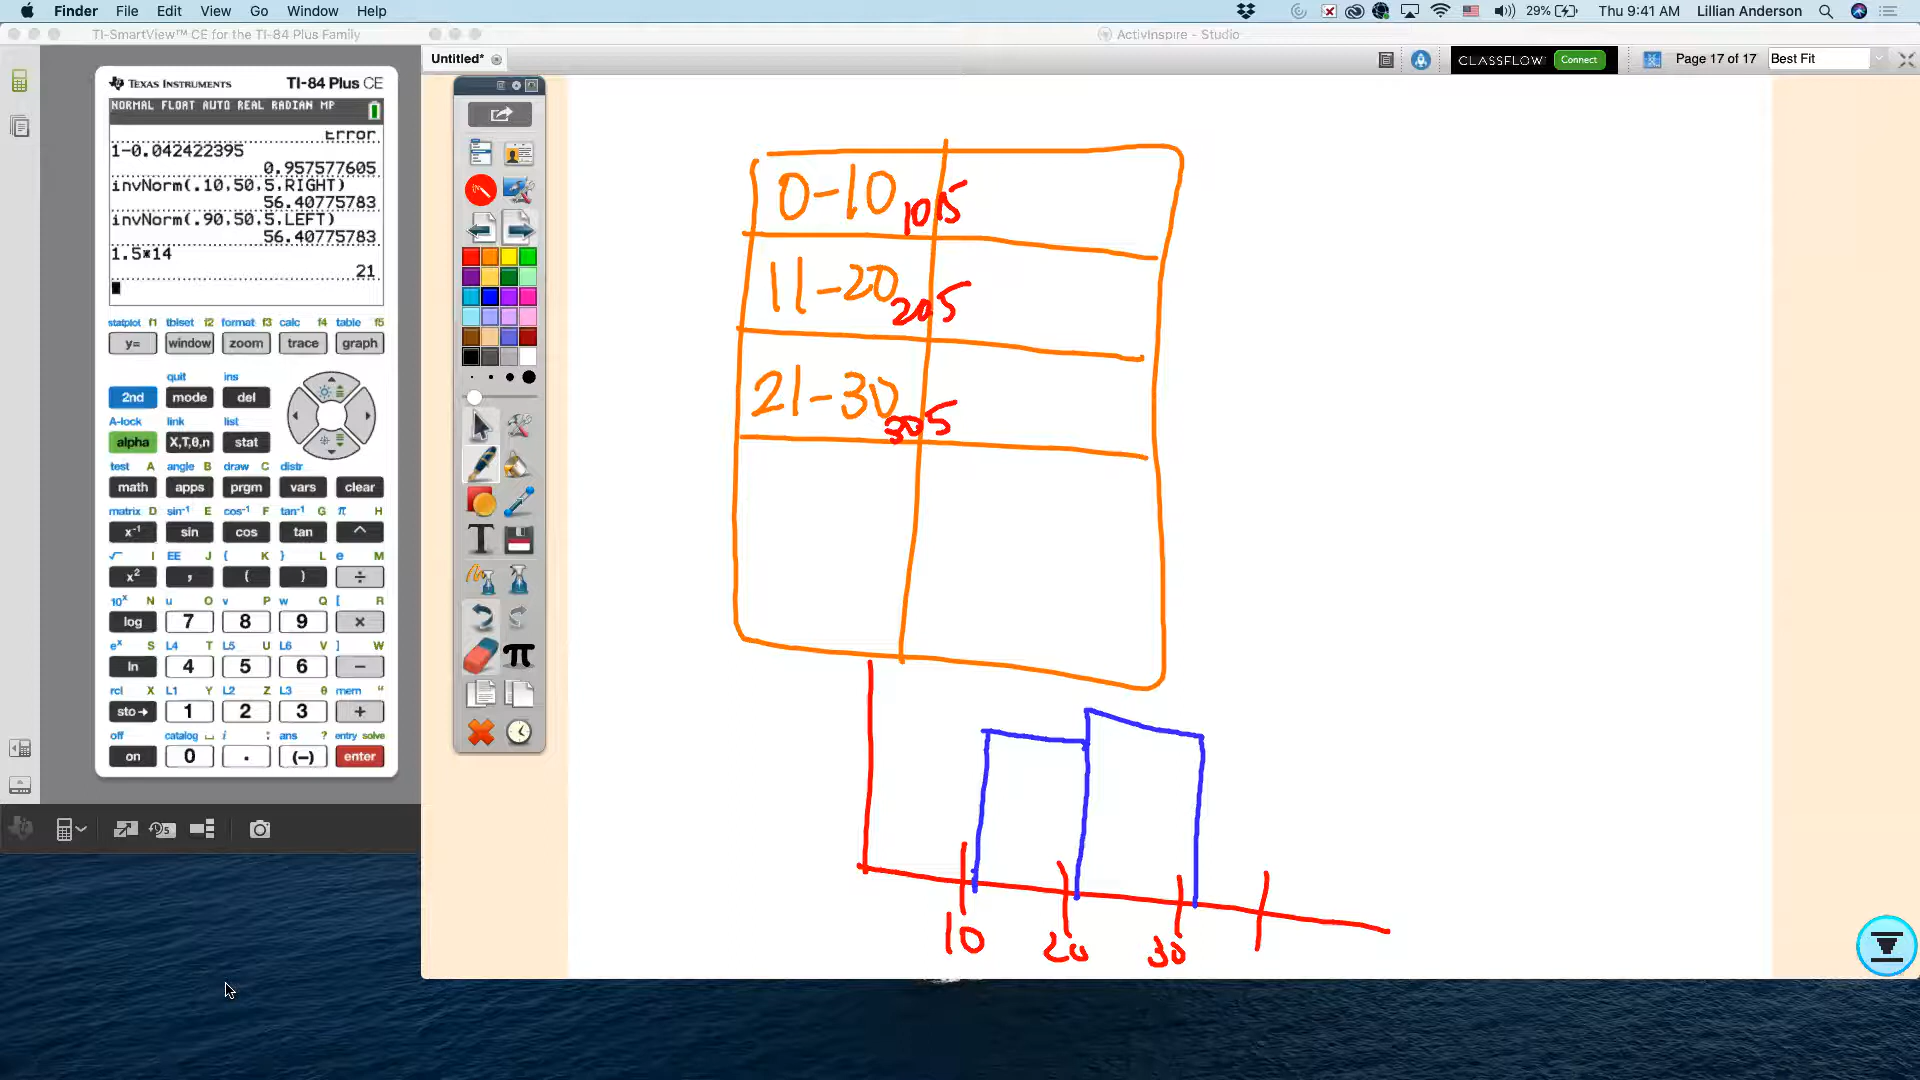 Finder File Edit View Go Window Help 29% Thu 9:41 AM Lillian Anderson
TI-SmartView™ CE for the TI-84 Plus Family
ActivInspire - Studio
Untitled*
CLASSFLOW Connect Page 17 of 17 Best Fit
TEXAS INSTRUMENTS TI-84 Plus CE
NORMAL FLOAT AUTO REAL RADIAN MP
Error
1-0.042422395
0.957577605
invNorm(.10,50,5,RIGHT)
56.40775783
invNorm(.90,50,5,LEFT)
56.40775783
1.5*14
21
statplot f1 tblset f2 format f3 calc f4 table f5
y= window zoom trace graph
quit ins
2nd mode del
A-lock link list
alpha X,T,θ,n stat
test A angle B draw C distr
math apps prgm vars clear
matrix D sin⁻¹ E cos⁻¹ F tan⁻¹ G π H
x⁻¹ sin cos tan ^
√ I EE J { K } L e M
x² , ( ) ÷
10ˣ N u O v P w Q [ R
log 7 8 9 ×
eˣ S L4 T L5 U L6 V ] W
ln 4 5 6 −
rcl X L1 Y L2 Z L3 θ mem "
sto→ 1 2 3 +
off catalog i : ans ? entry solve
on 0 . (−) enter
0-10 10.5
11-20 20.5
21-30 30.5
10 20 30
T
π